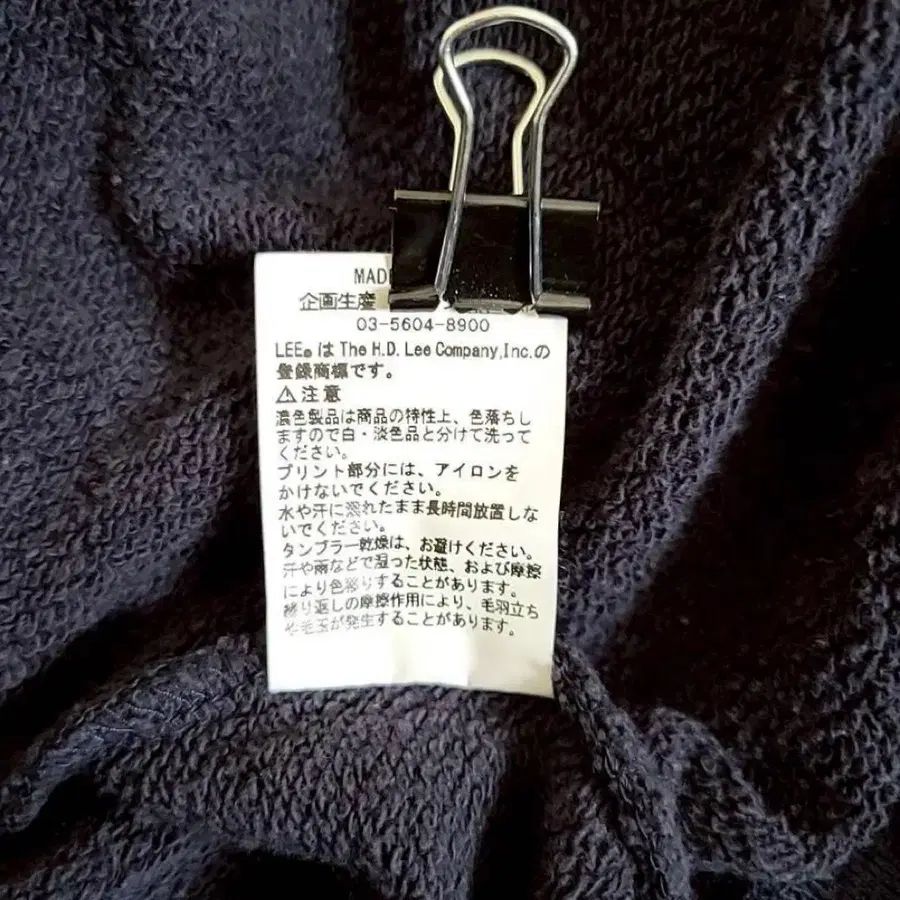 MAD
企画生産
03-5604-8900
LEE® は The H.D. Lee Company, Inc.の
登録商標です。
⚠注意
濃色製品は商品の特性上、色落ちし
ますので白・淡色品と分けて洗って
ください。
プリント部分には、アイロンを
かけないでください。
水や汗に濡れたまま長時間放置しな
いでください。
タンブラー乾燥は、お避けください。
汗や雨などで湿った状態、および摩擦
により色移りすることがあります。
繰り返しの摩擦作用により、毛羽立ち
や毛玉が発生することがあります。